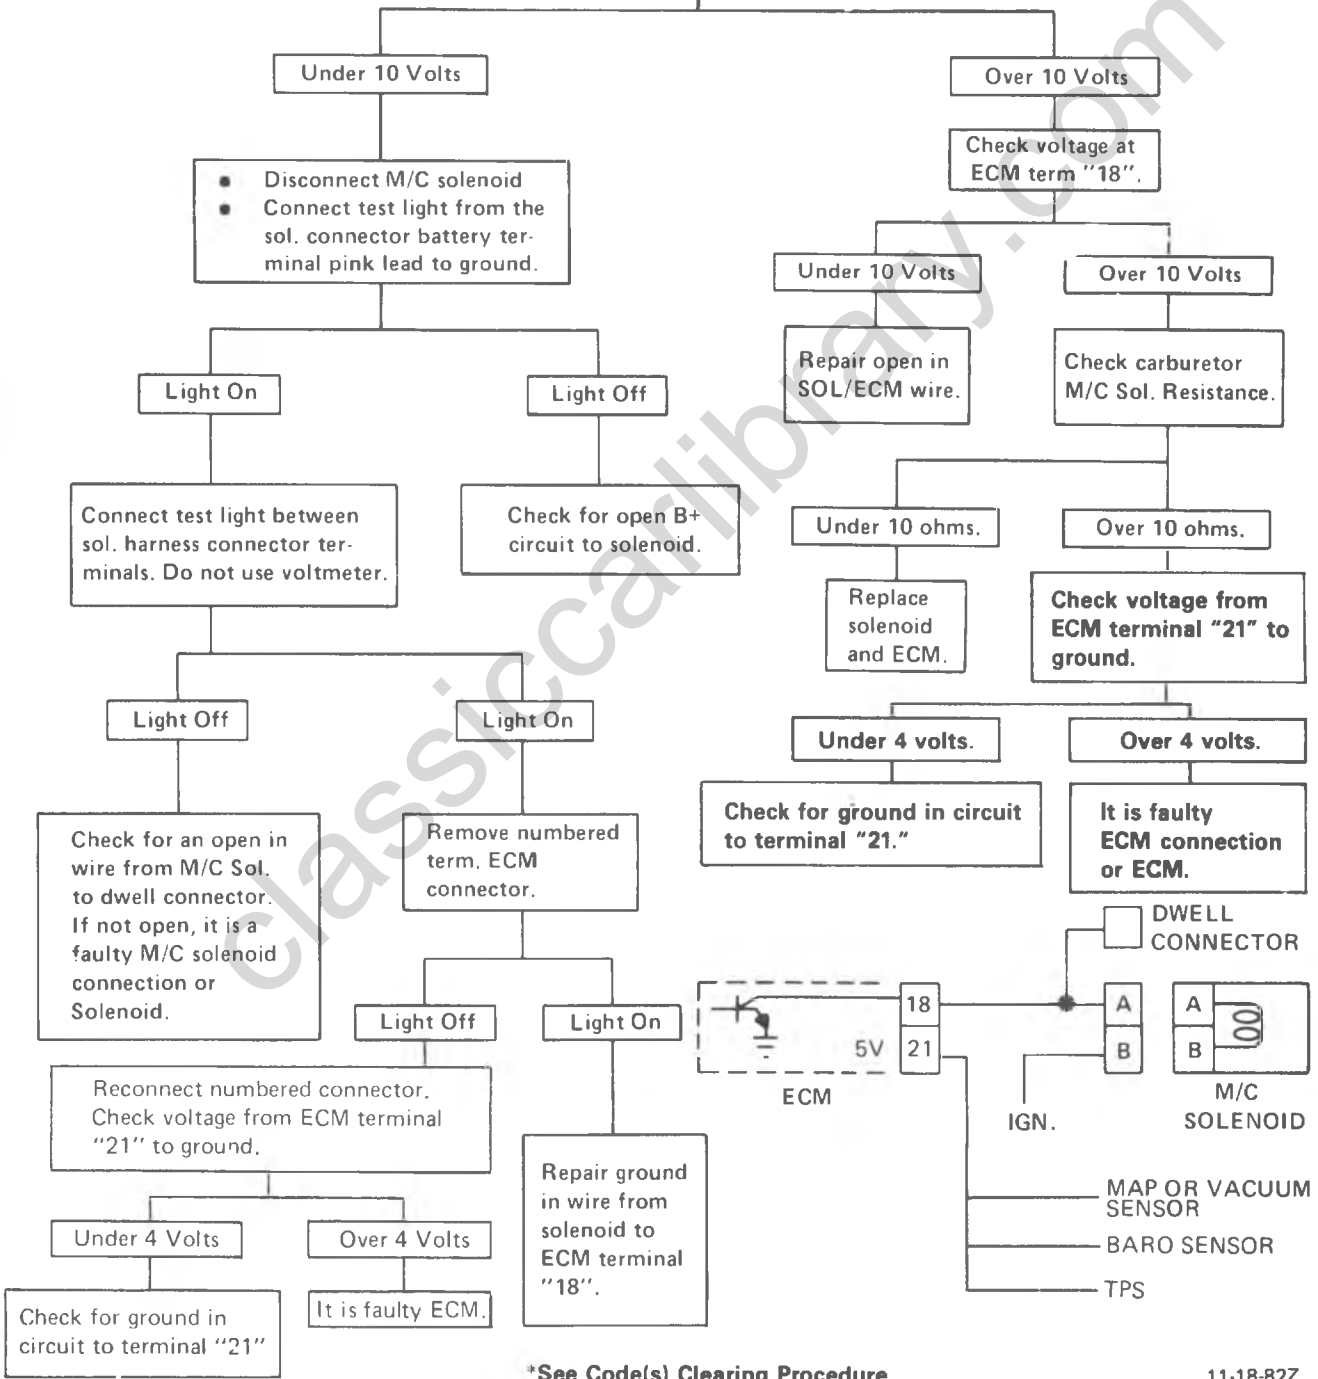 Under 10 Volts
Over 10 Volts
Check voltage at
ECM term "18".
• Disconnect M/C solenoid
• Connect test light from the
sol. connector battery ter-
minal pink lead to ground.
Under 10 Volts
Over 10 Volts
Repair open in
SOL/ECM wire.
Check carburetor
M/C Sol. Resistance.
Light On
Light Off
Connect test light between
sol. harness connector ter-
minals. Do not use voltmeter.
Check for open B+
circuit to solenoid.
Under 10 ohms.
Over 10 ohms.
Replace
solenoid
and ECM.
Check voltage from
ECM terminal "21" to
ground.
Light Off
Light On
Under 4 volts.
Over 4 volts.
Check for an open in
wire from M/C Sol.
to dwell connector.
If not open, it is a
faulty M/C solenoid
connection or
Solenoid.
Remove numbered
term. ECM
connector.
Check for ground in circuit
to terminal "21."
It is faulty
ECM connection
or ECM.
Light Off
Light On
Reconnect numbered connector.
Check voltage from ECM terminal
"21" to ground.
Repair ground
in wire from
solenoid to
ECM terminal
"18".
Under 4 Volts
Over 4 Volts
Check for ground in
circuit to terminal "21"
It is faulty ECM.
DWELL
CONNECTOR
18
A
A
5V
21
B
B
ECM
IGN.
M/C
SOLENOID
MAP OR VACUUM
SENSOR
BARO SENSOR
TPS
*See Code(s) Clearing Procedure
11-18-82Z
classiccarlibrary.com